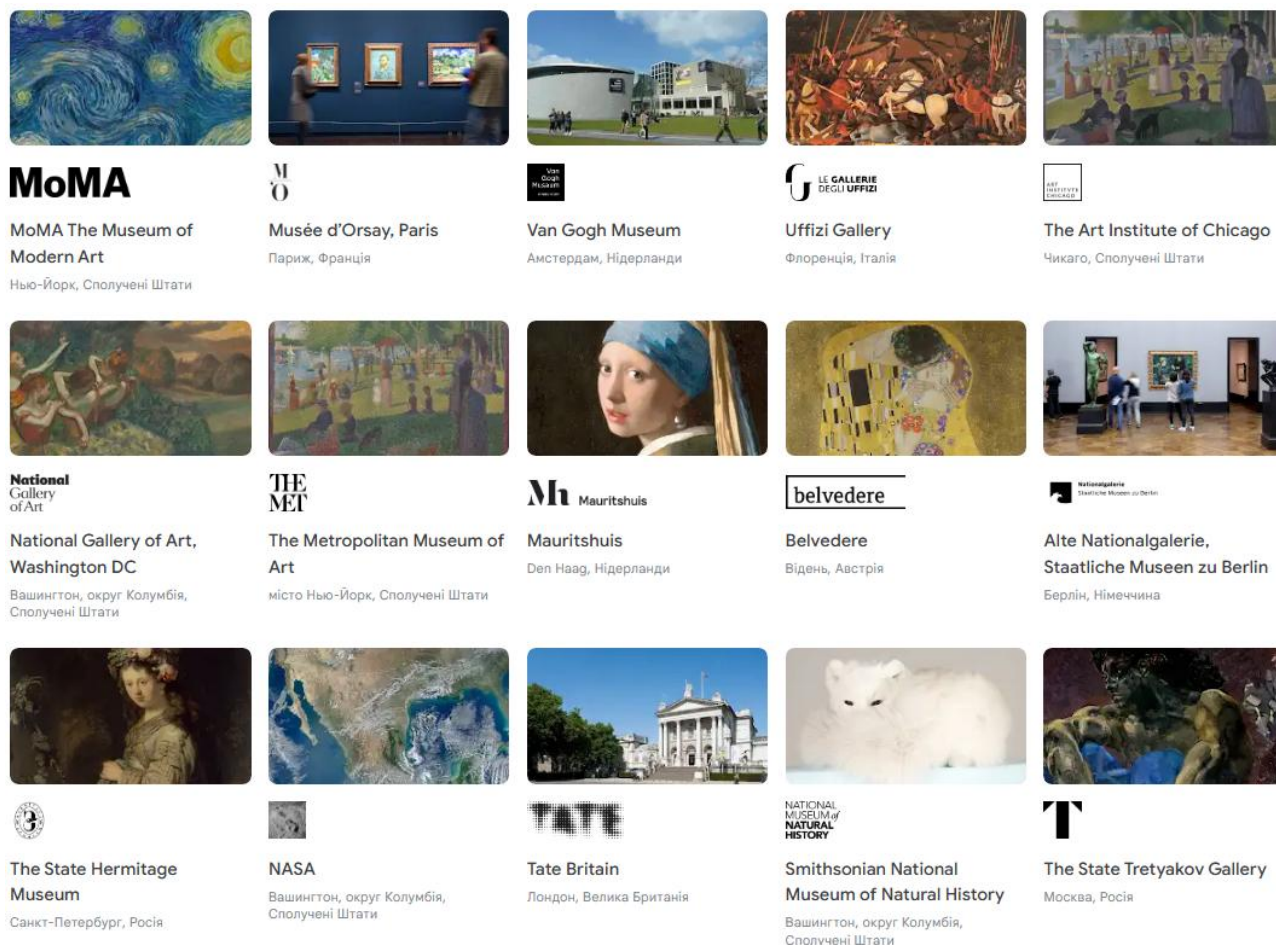 MoMA
M
'O
Van
Gogh
Museum
LE GALLERIE
DEGLI UFFIZI
ART
INSTITVTE
CHICAGO
MoMA The Museum of
Modern Art
Нью-Йорк, Сполучені Штати
Musée d’Orsay, Paris
Париж, Франція
Van Gogh Museum
Амстердам, Нідерланди
Uffizi Gallery
Флоренція, Італія
The Art Institute of Chicago
Чикаго, Сполучені Штати
National
Gallery
of Art
THE
MET
Mh Mauritshuis
belvedere
Nationalgalerie
Staatliche Museen zu Berlin
National Gallery of Art,
Washington DC
Вашингтон, округ Колумбія,
Сполучені Штати
The Metropolitan Museum of
Art
місто Нью-Йорк, Сполучені Штати
Mauritshuis
Den Haag, Нідерланди
Belvedere
Відень, Австрія
Alte Nationalgalerie,
Staatliche Museen zu Berlin
Берлін, Німеччина
TATE
NATIONAL
MUSEUM of
NATURAL
HISTORY
T
The State Hermitage
Museum
Санкт-Петербург, Росія
NASA
Вашингтон, округ Колумбія,
Сполучені Штати
Tate Britain
Лондон, Велика Британія
Smithsonian National
Museum of Natural History
Вашингтон, округ Колумбія,
Сполучені Штати
The State Tretyakov Gallery
Москва, Росія